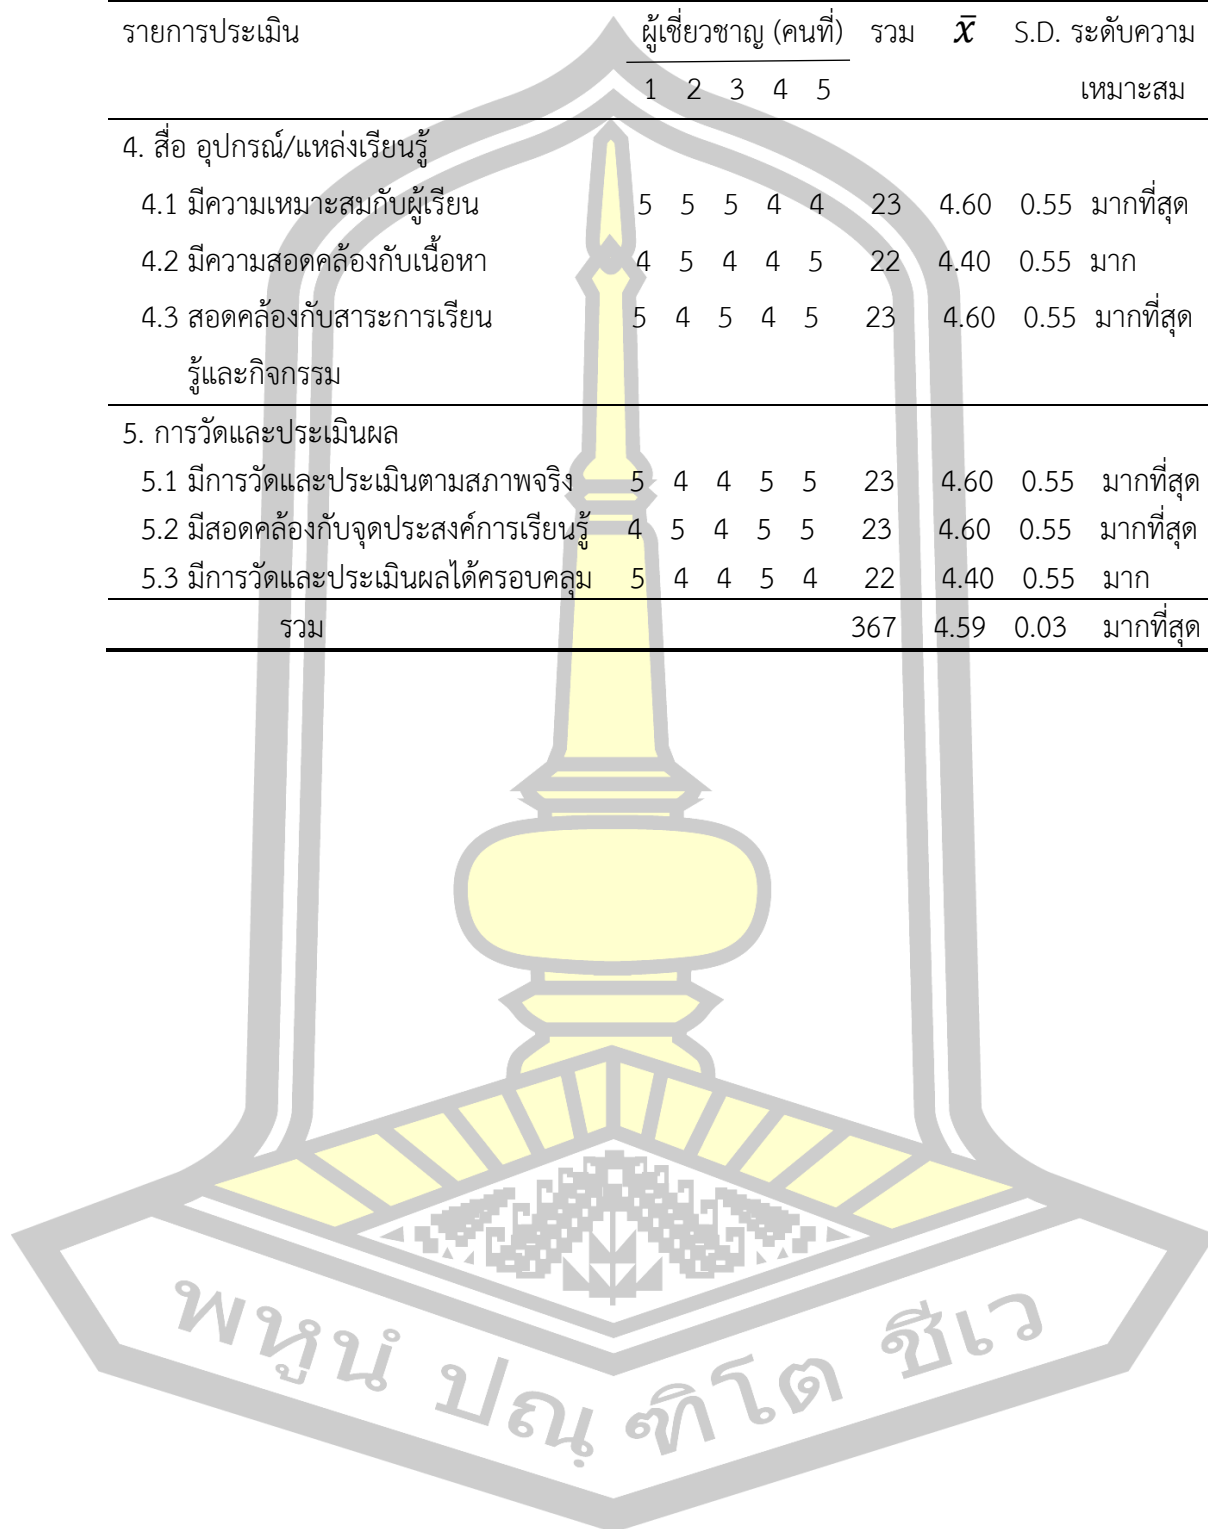 รายการประเมิน ผู้เชี่ยวชาญ (คนที่) รวม x̄ S.D. ระดับความ
1 2 3 4 5 เหมาะสม
4. สื่อ อุปกรณ์/แหล่งเรียนรู้
4.1 มีความเหมาะสมกับผู้เรียน 5 5 5 4 4 23 4.60 0.55 มากที่สุด
4.2 มีความสอดคล้องกับเนื้อหา 4 5 4 4 5 22 4.40 0.55 มาก
4.3 สอดคล้องกับสาระการเรียน 5 4 5 4 5 23 4.60 0.55 มากที่สุด
รู้และกิจกรรม
5. การวัดและประเมินผล
5.1 มีการวัดและประเมินตามสภาพจริง 5 4 4 5 5 23 4.60 0.55 มากที่สุด
5.2 มีสอดคล้องกับจุดประสงค์การเรียนรู้ 4 5 4 5 5 23 4.60 0.55 มากที่สุด
5.3 มีการวัดและประเมินผลได้ครอบคลุม 5 4 4 5 4 22 4.40 0.55 มาก
รวม 367 4.59 0.03 มากที่สุด
พหูนํ ปณฺ ฑิโต ชีเว